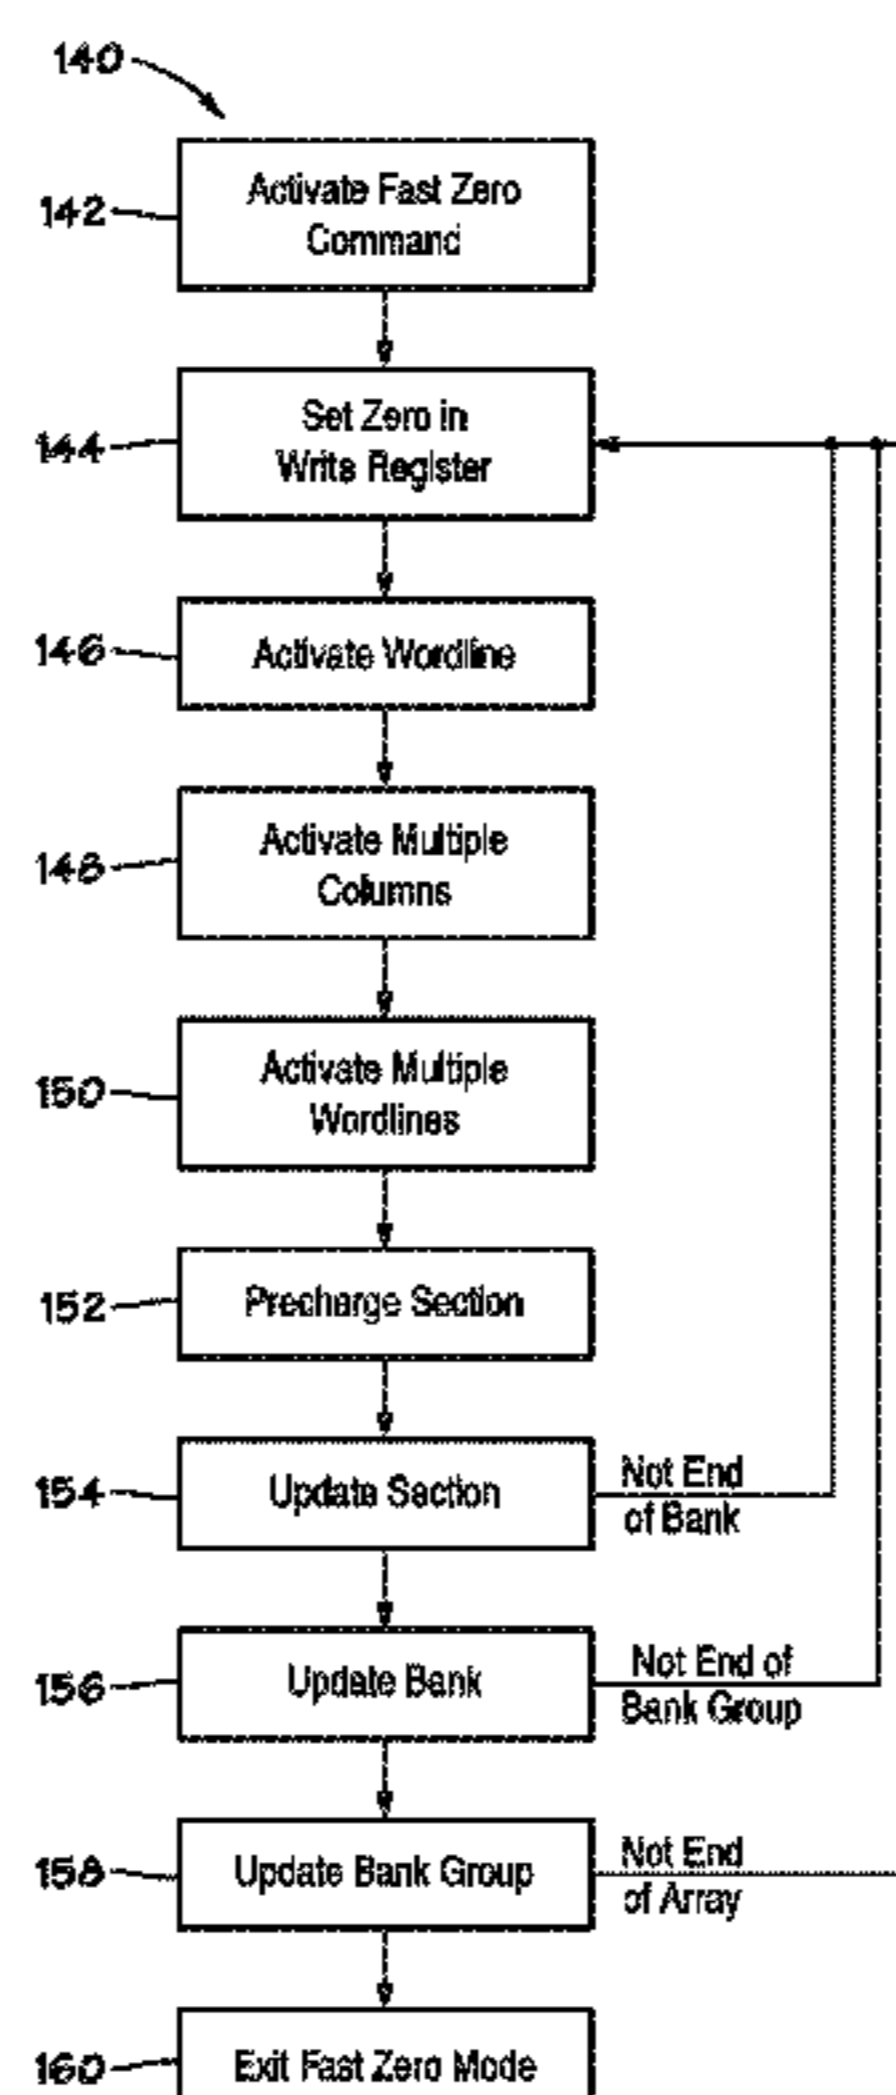 140
142
Activate Fast Zero
Command
144
Set Zero in
Write Register
146
Activate Wordline
148
Activate Multiple
Columns
150
Activate Multiple
Wordlines
152
Precharge Section
154
Update Section
Not End
of Bank
156
Update Bank
Not End of
Bank Group
158
Update Bank Group
Not End
of Array
160
Exit Fast Zero Mode